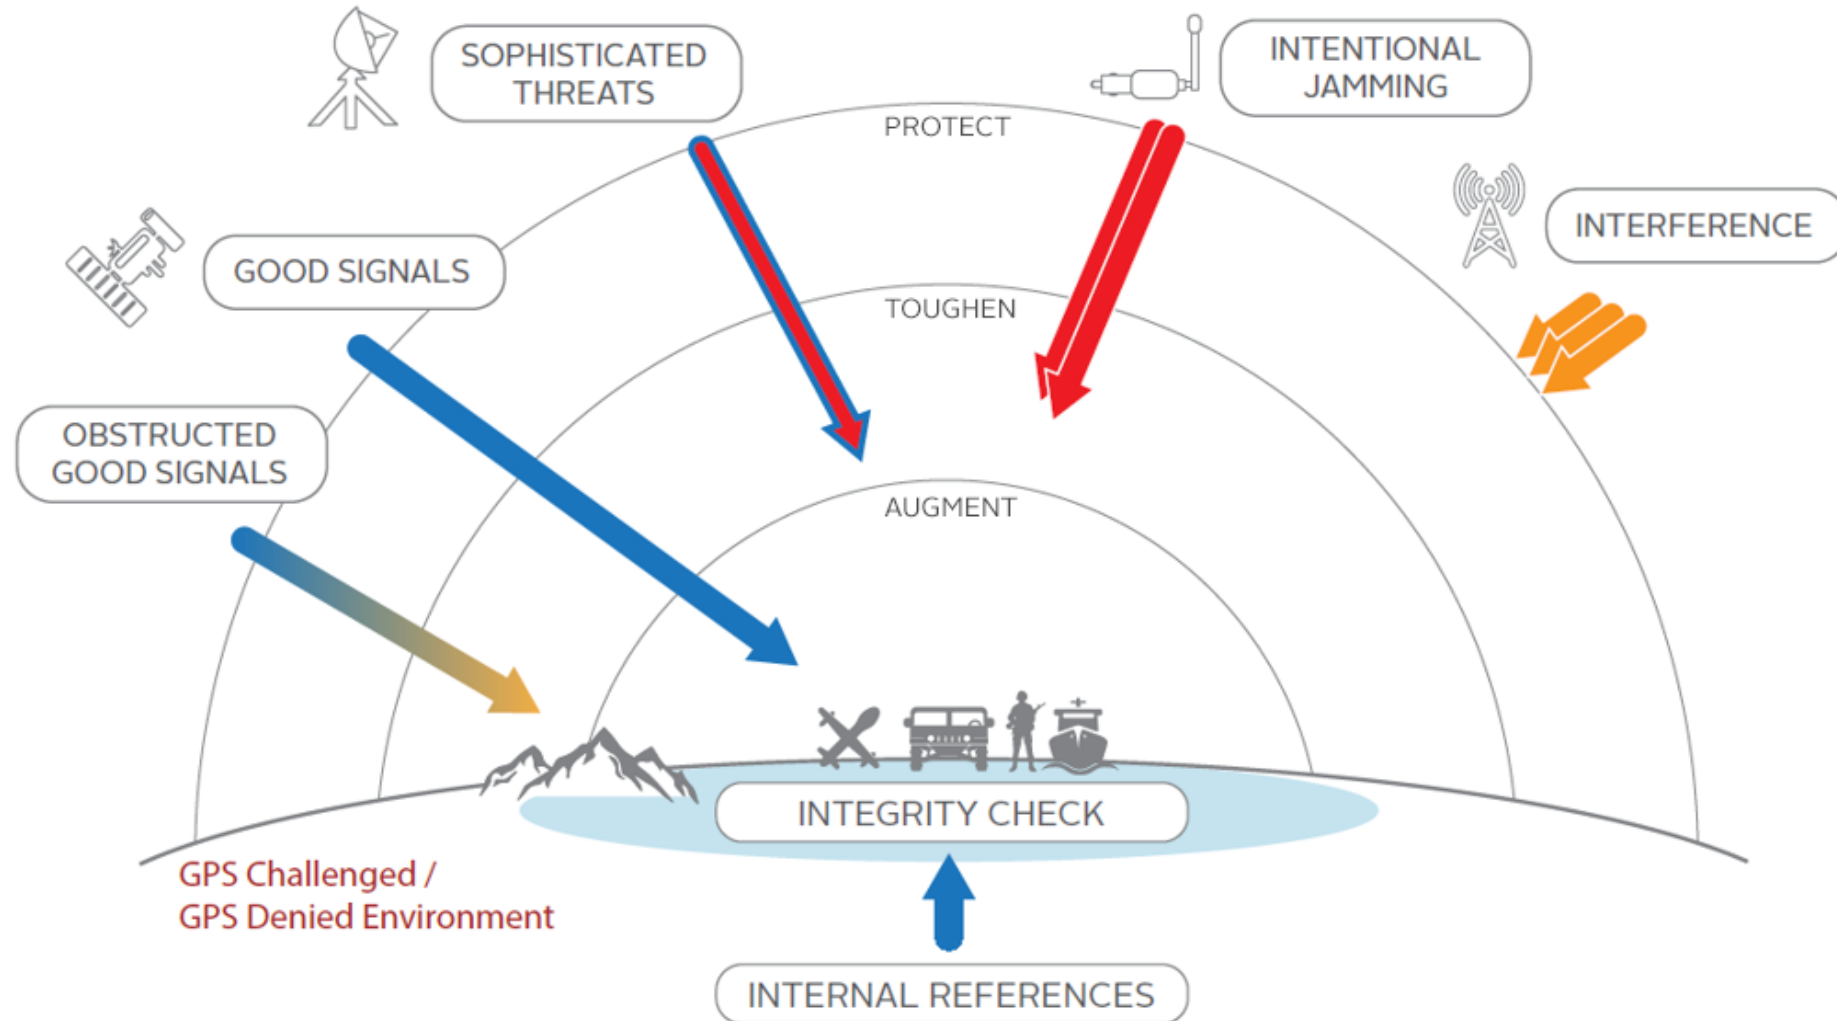 SOPHISTICATED
THREATS
INTENTIONAL
JAMMING
PROTECT
INTERFERENCE
GOOD SIGNALS
TOUGHEN
OBSTRUCTED
GOOD SIGNALS
AUGMENT
INTEGRITY CHECK
GPS Challenged /
GPS Denied Environment
INTERNAL REFERENCES